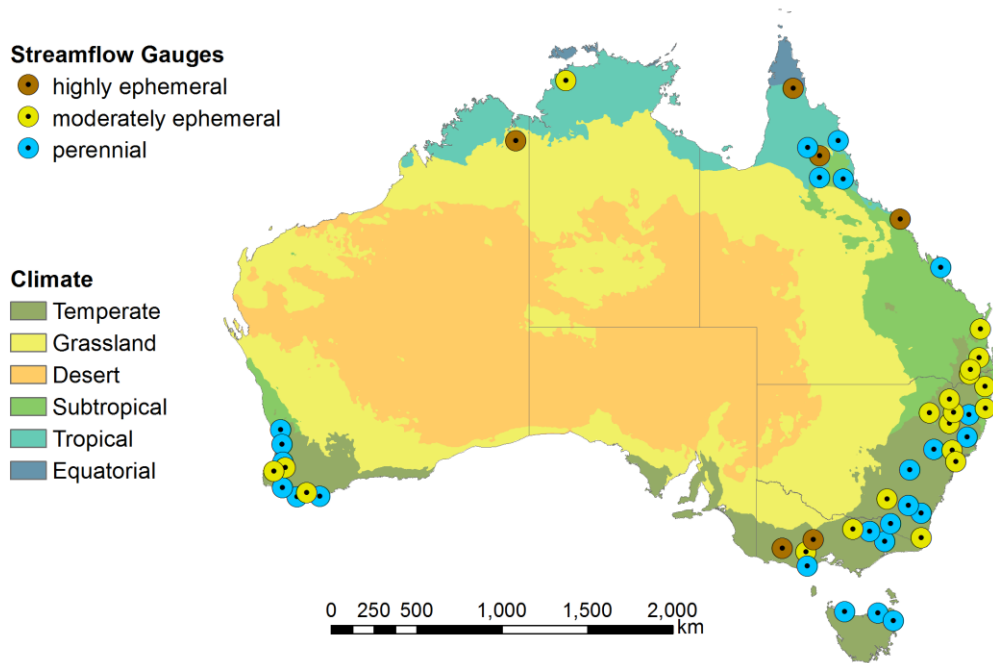 Streamflow Gauges
highly ephemeral
moderately ephemeral
perennial
Climate
Temperate
Grassland
Desert
Subtropical
Tropical
Equatorial
0 250 500 1,000 1,500 2,000
km